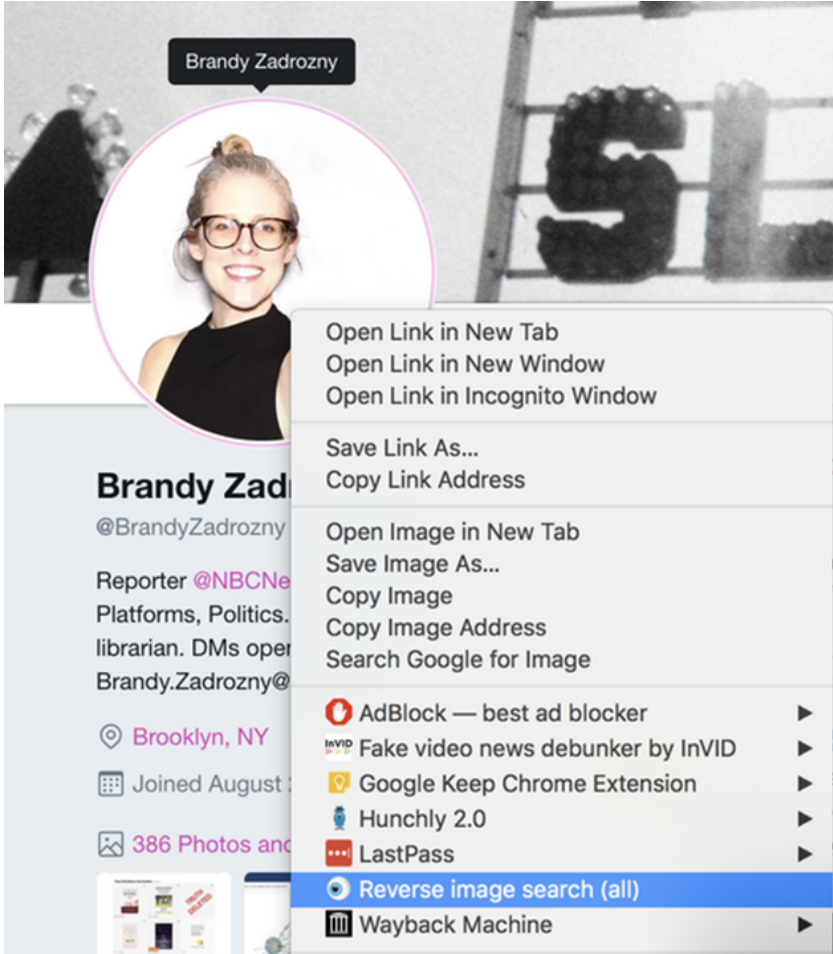 Brandy Zadrozny
SL
Brandy Zad
@BrandyZadrozny
Reporter @NBCNe
Platforms, Politics.
librarian. DMs oper
Brandy.Zadrozny@
Brooklyn, NY
Joined August
386 Photos and
TRUTH
DELETED
Open Link in New Tab
Open Link in New Window
Open Link in Incognito Window
Save Link As...
Copy Link Address
Open Image in New Tab
Save Image As...
Copy Image
Copy Image Address
Search Google for Image
AdBlock — best ad blocker
InVID Fake video news debunker by InVID
Google Keep Chrome Extension
Hunchly 2.0
LastPass
Reverse image search (all)
Wayback Machine